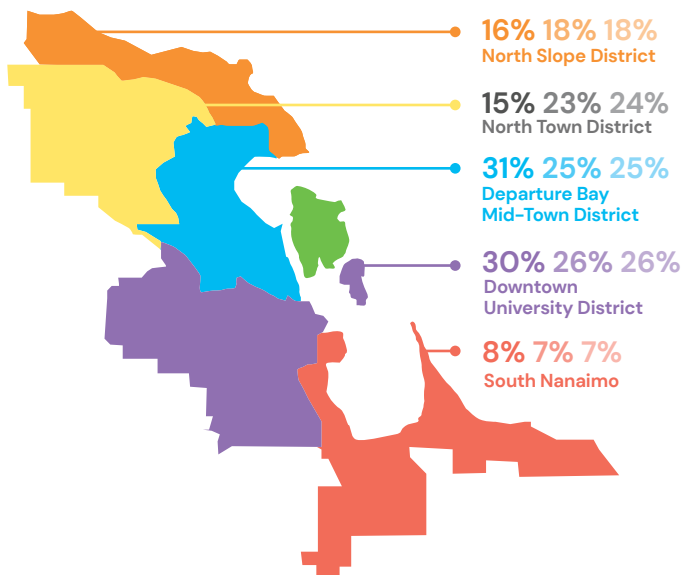 16% 18% 18%
North Slope District
15% 23% 24%
North Town District
31% 25% 25%
Departure Bay
Mid-Town District
30% 26% 26%
Downtown
University District
8% 7% 7%
South Nanaimo